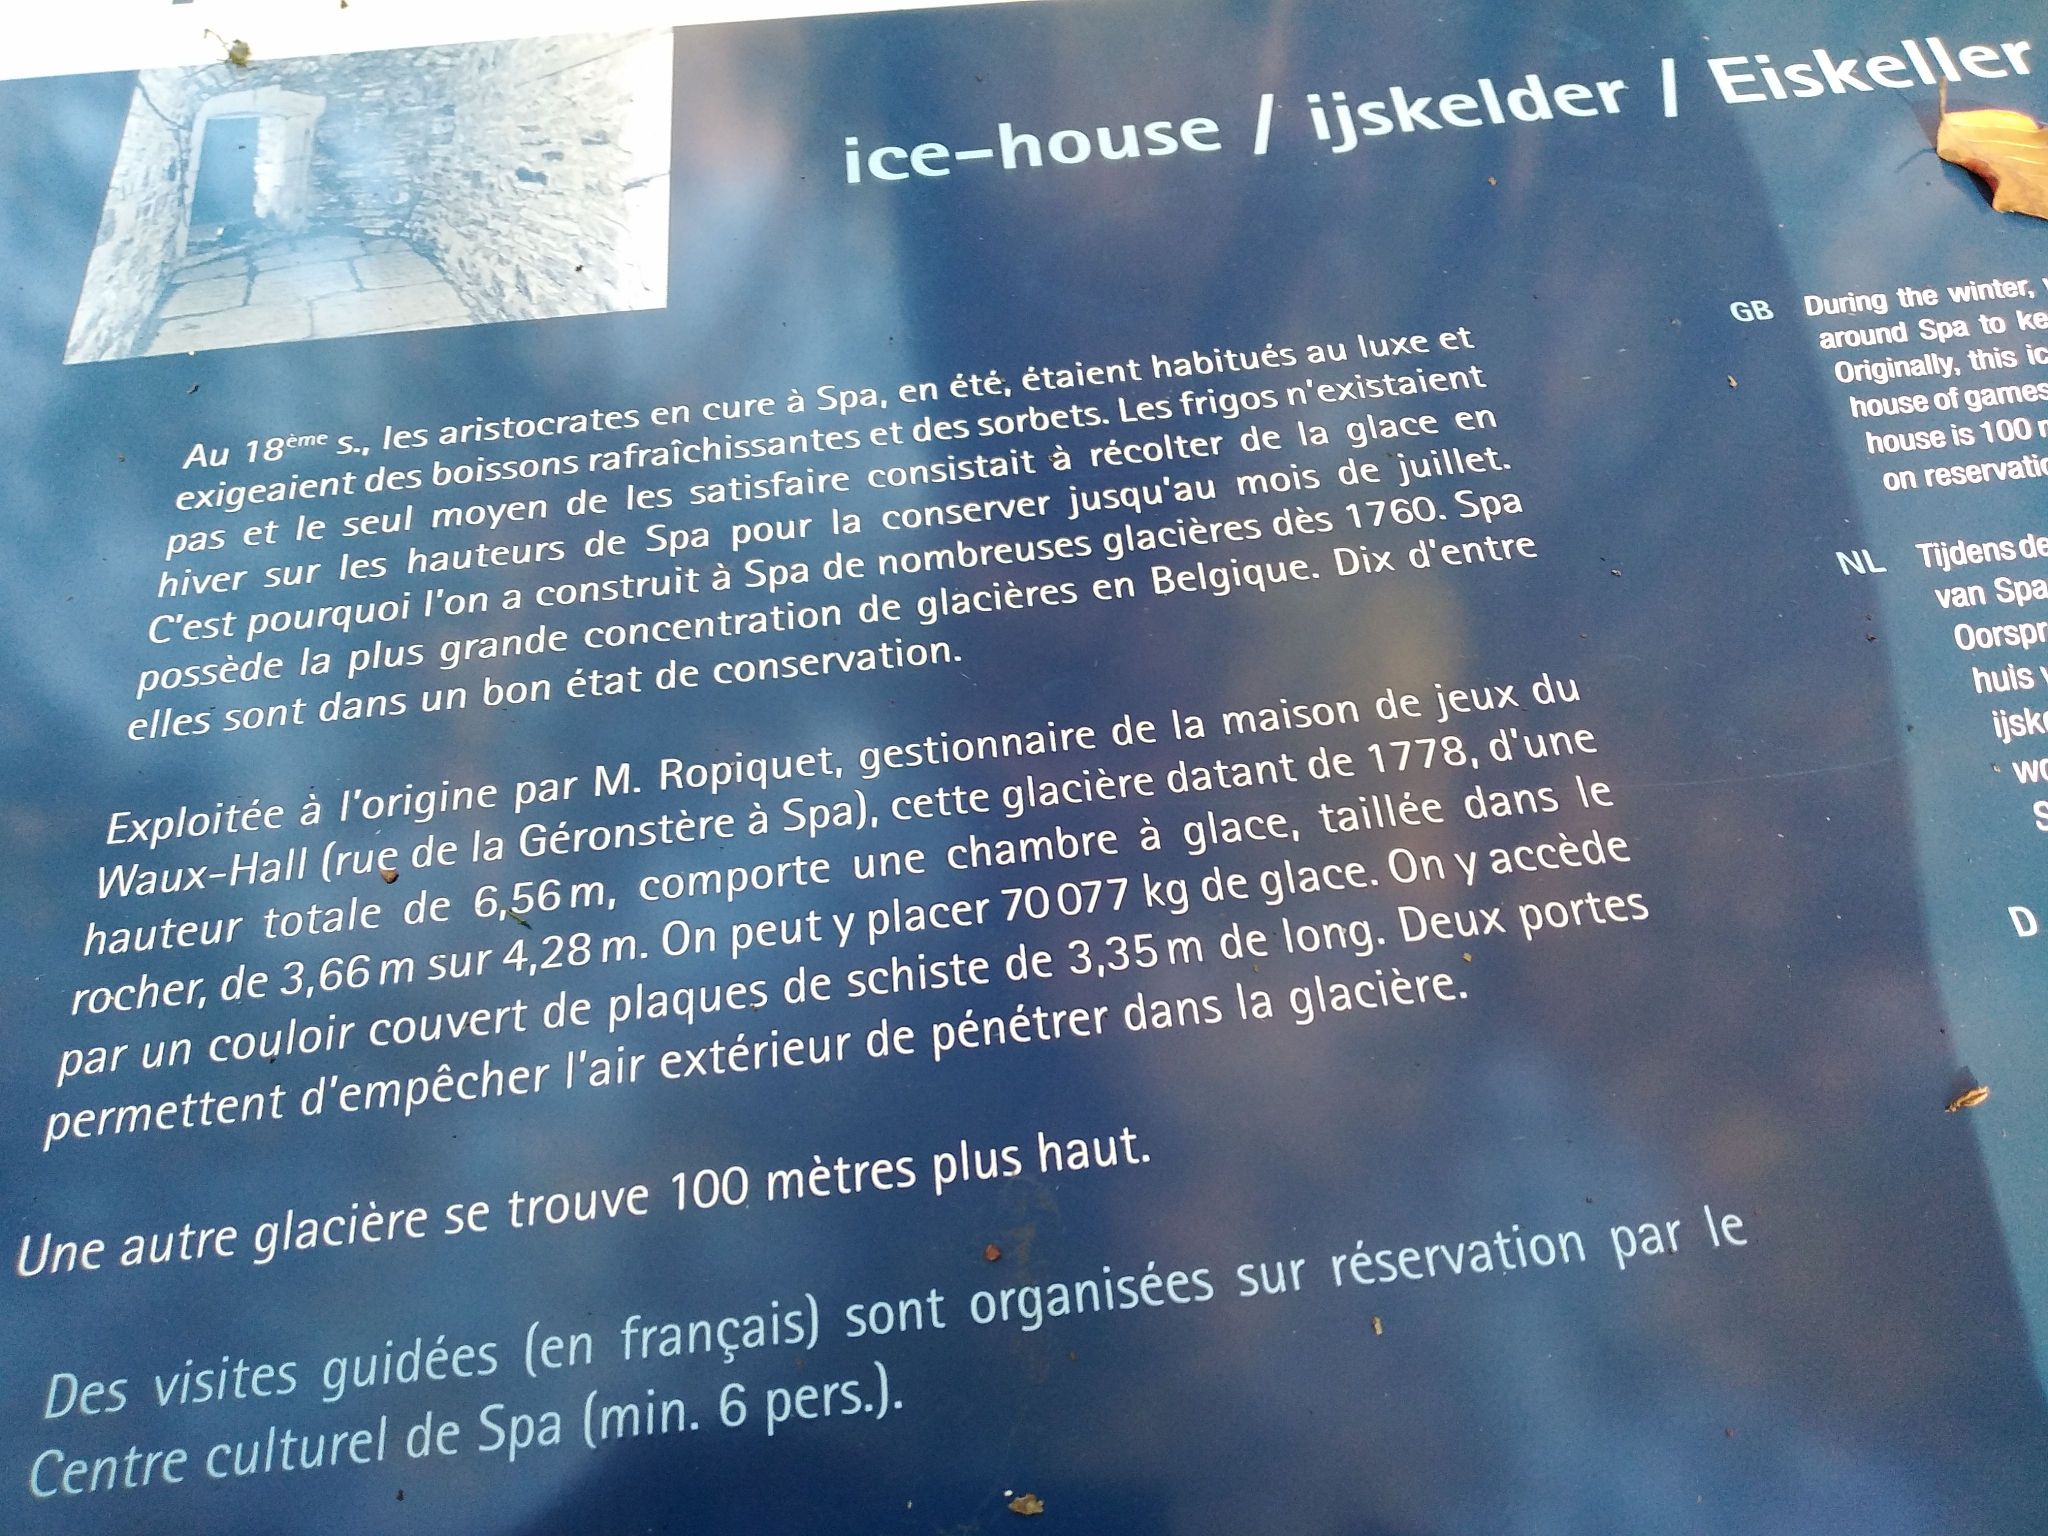 ice-house / ijskelder / Eiskeller
Au 18ème s., les aristocrates en cure à Spa, en été, étaient habitués au luxe et
exigeaient des boissons rafraîchissantes et des sorbets. Les frigos n'existaient
pas et le seul moyen de les satisfaire consistait à récolter de la glace en
hiver sur les hauteurs de Spa pour la conserver jusqu'au mois de juillet.
C'est pourquoi l'on a construit à Spa de nombreuses glacières dès 1760. Spa
possède la plus grande concentration de glacières en Belgique. Dix d'entre
elles sont dans un bon état de conservation.
Exploitée à l'origine par M. Ropiquet, gestionnaire de la maison de jeux du
Waux-Hall (rue de la Géronstère à Spa), cette glacière datant de 1778, d'une
hauteur totale de 6,56 m, comporte une chambre à glace, taillée dans le
rocher, de 3,66 m sur 4,28 m. On peut y placer 70 077 kg de glace. On y accède
par un couloir couvert de plaques de schiste de 3,35 m de long. Deux portes
permettent d'empêcher l'air extérieur de pénétrer dans la glacière.
Une autre glacière se trouve 100 mètres plus haut.
Des visites guidées (en français) sont organisées sur réservation par le
Centre culturel de Spa (min. 6 pers.).
GB During the winter,
around Spa to
Originally, this
house of games
house is 100
on
NL Tijdens de
van Spa
huis
D